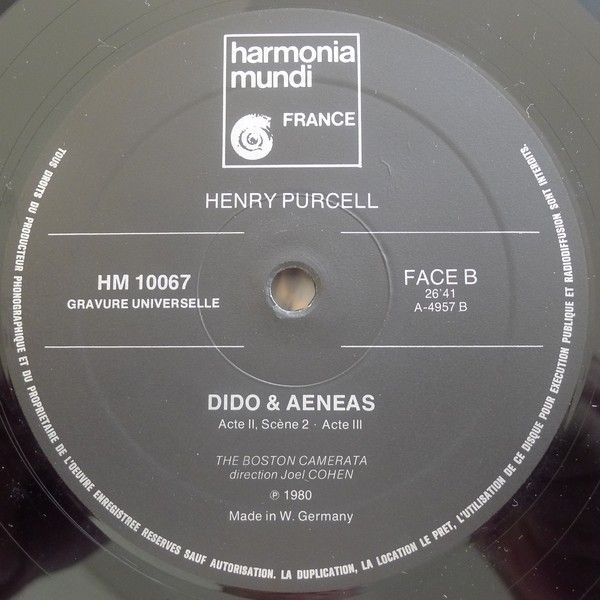 harmonia
mundi
FRANCE
HENRY PURCELL
HM 10067
GRAVURE UNIVERSELLE
FACE B
26'41
A-4957 B
DIDO & AENEAS
Acte II, Scène 2 · Acte III
THE BOSTON CAMERATA
direction Joel COHEN
℗ 1980
Made in W. Germany
TOUS DROITS DU PRODUCTEUR PHONOGRAPHIQUE ET DU PROPRIETAIRE DE L'OEUVRE ENREGISTREE RESERVES SAUF AUTORISATION. LA DUPLICATION, LA LOCATION LE PRET, L'UTILISATION DE CE DISQUE POUR EXECUTION PUBLIQUE ET RADIODIFFUSION SONT INTERDITS.